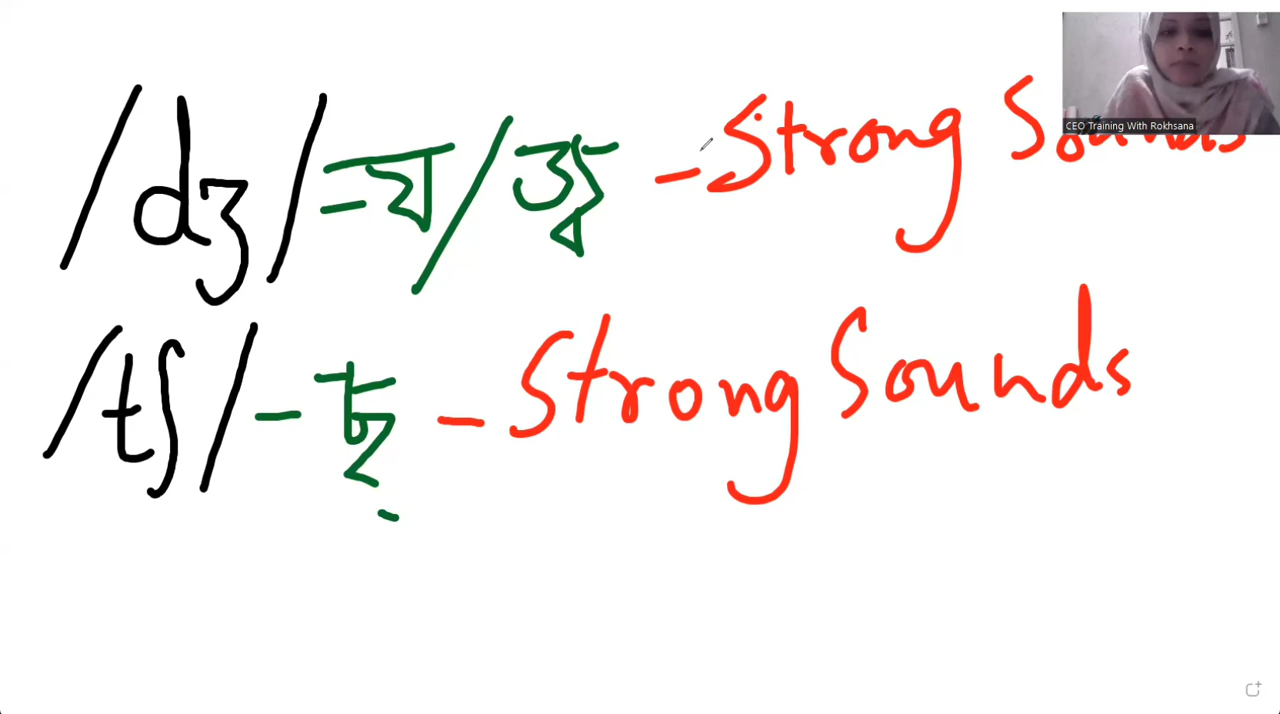 CEO Training With Rokhsana
/dʒ/ = য / জ্ব - Strong Sounds
/tʃ/ - - Strong Sounds